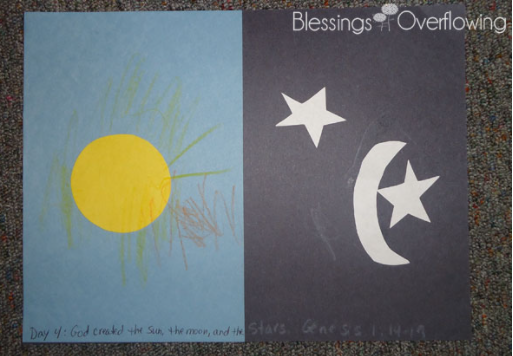 Blessings Overflowing
Day 4: God created the sun, the moon, and the stars. Genesis 1:14-19